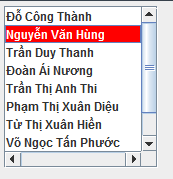 Đỗ Công Thành
Nguyễn Văn Hùng
Trần Duy Thanh
Đoàn Ái Nương
Trần Thị Anh Thi
Phạm Thị Xuân Diệu
Từ Thị Xuân Hiền
Võ Ngọc Tấn Phước